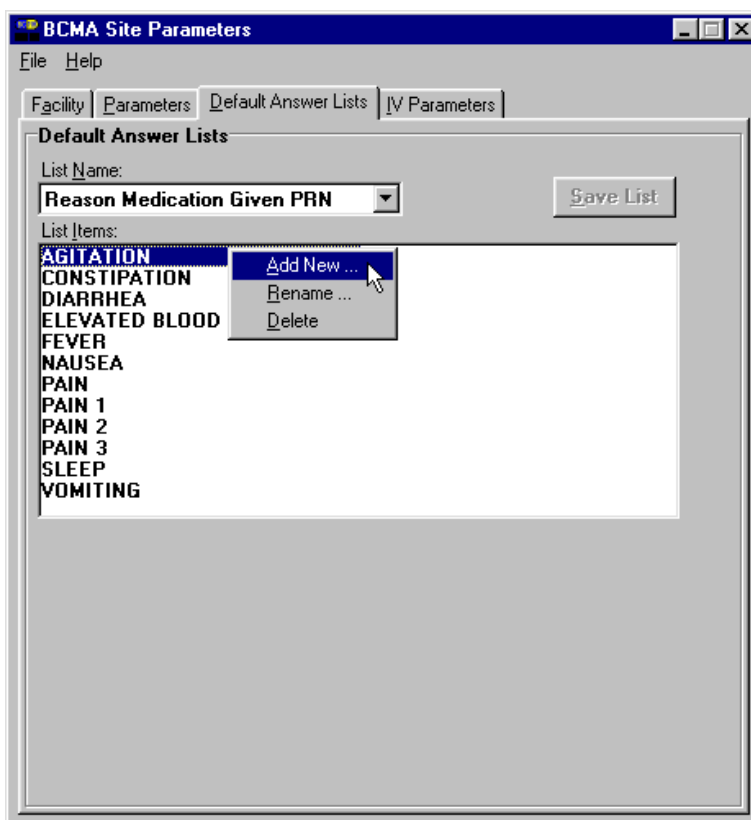 BCMA Site Parameters
File Help
Facility Parameters Default Answer Lists IV Parameters
Default Answer Lists
List Name:
Reason Medication Given PRN
Save List
List Items:
AGITATION
CONSTIPATION
DIARRHEA
ELEVATED BLOOD
FEVER
NAUSEA
PAIN
PAIN 1
PAIN 2
PAIN 3
SLEEP
VOMITING
Add New ...
Rename ...
Delete